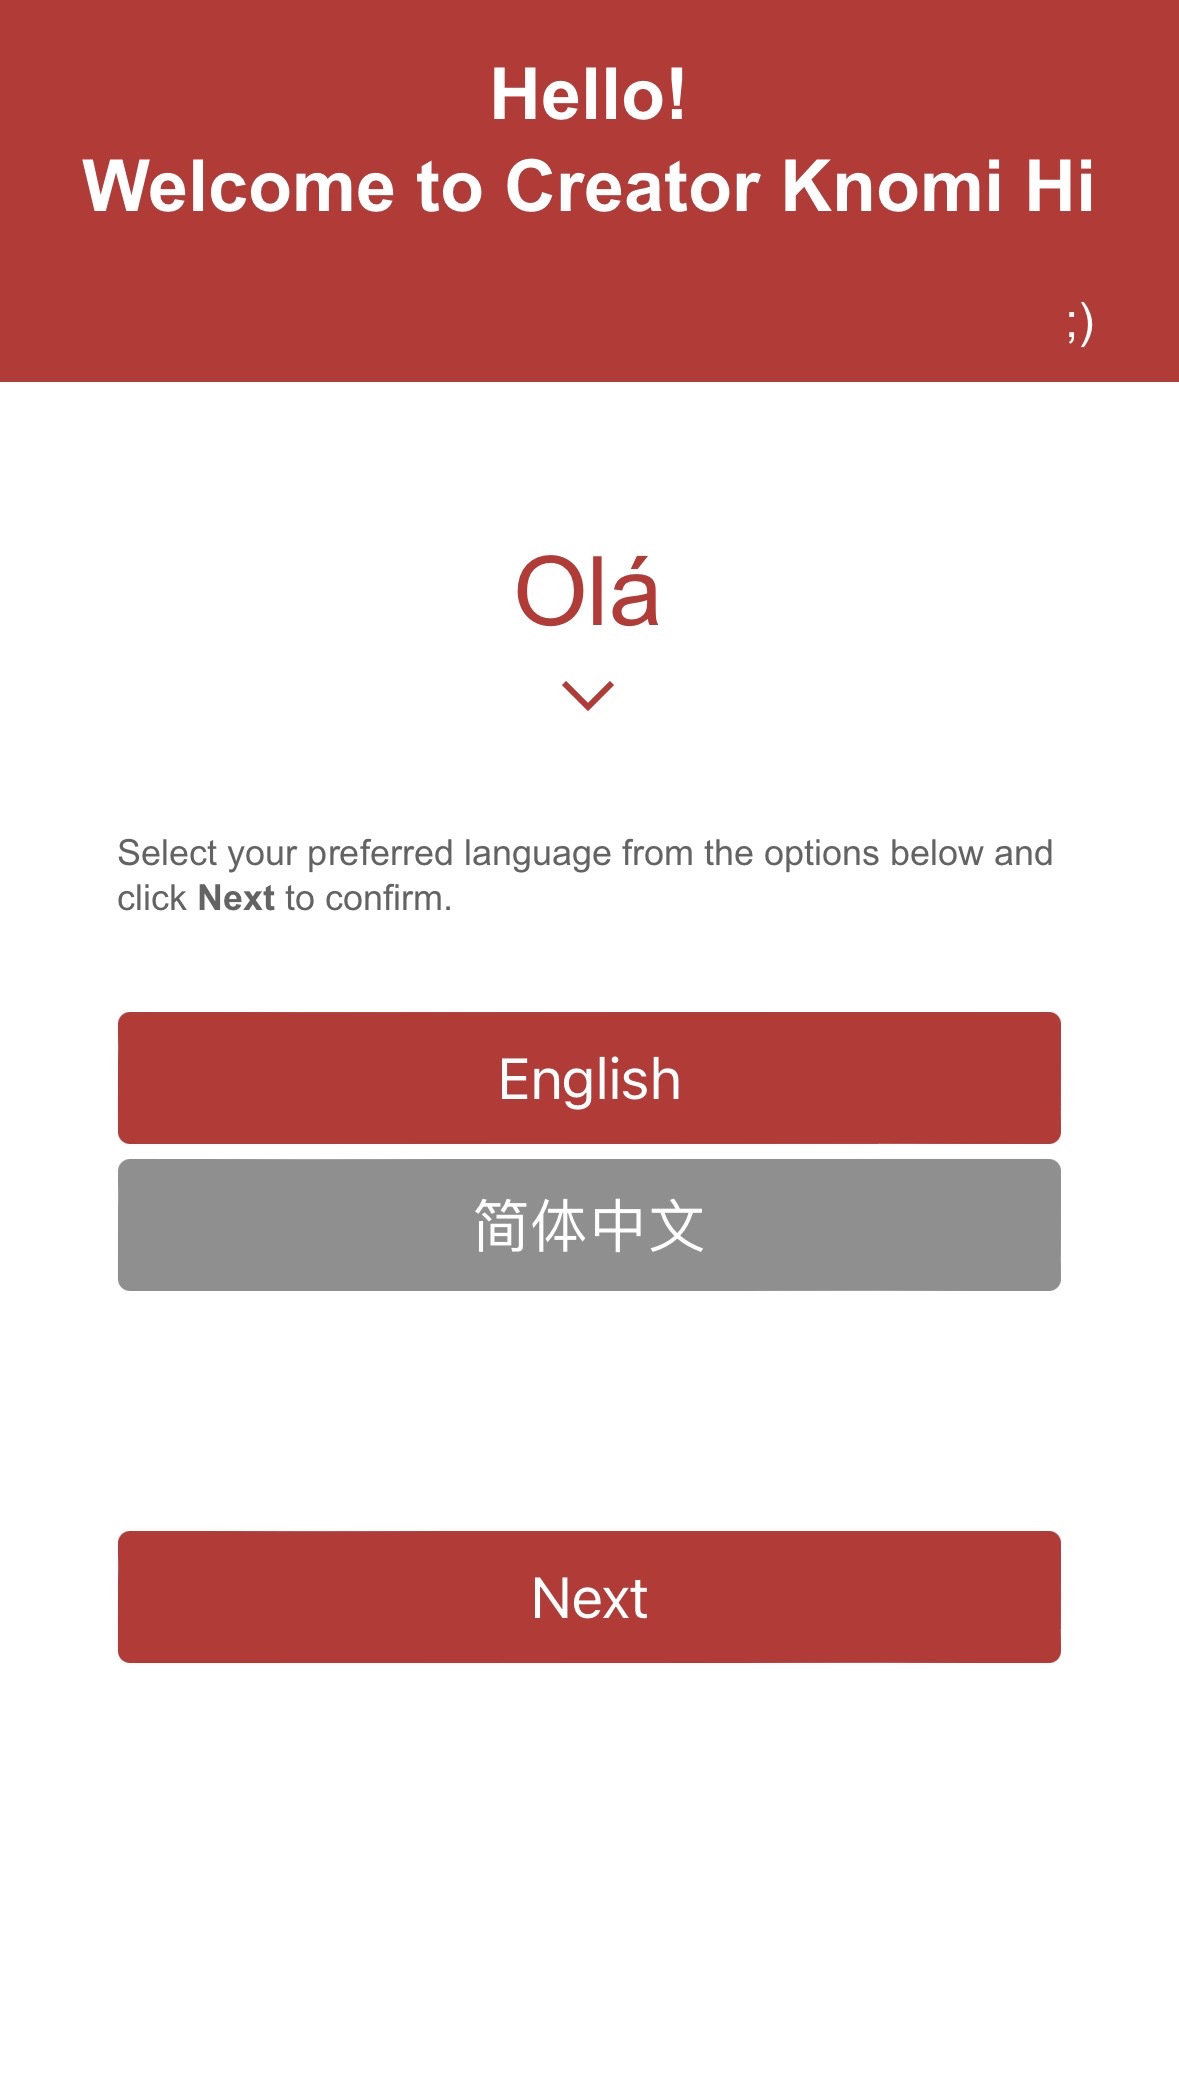 Hello!
Welcome to Creator Knomi Hi
;)
Olá
Select your preferred language from the options below and
click Next to confirm.
English
简体中文
Next